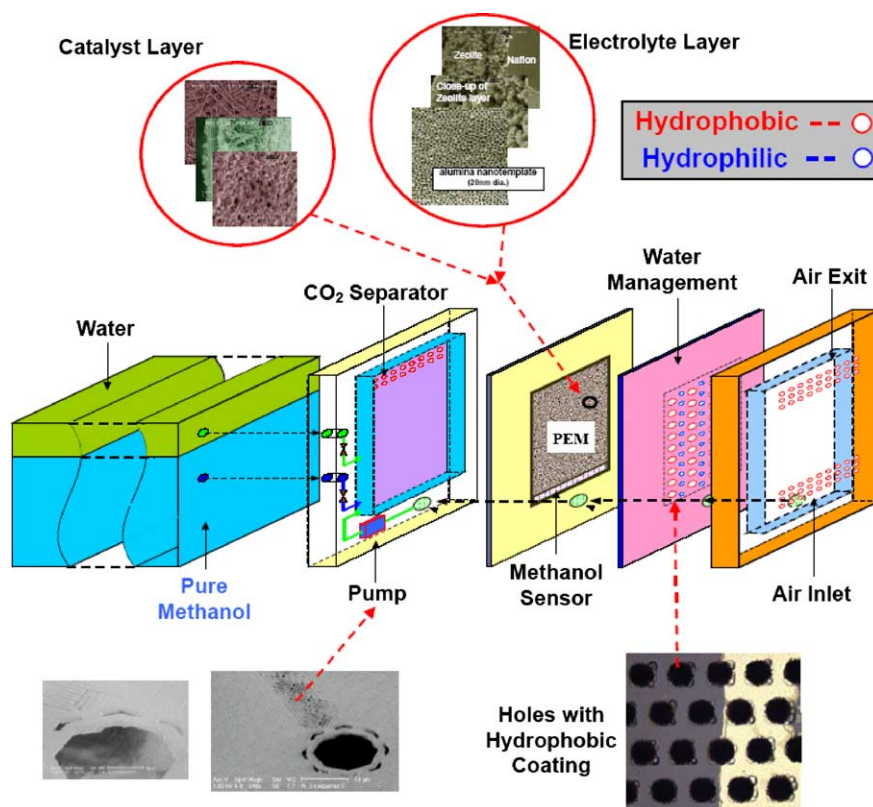 Catalyst Layer
Electrolyte Layer
Zeolite
Nafion
Close-up of
Zeolite layer
alumina nanotemplate
(20nm dia.)
Hydrophobic
Hydrophilic
Water
CO₂ Separator
Water
Management
Air Exit
PEM
Pure
Methanol
Pump
Methanol
Sensor
Air Inlet
Holes with
Hydrophobic
Coating